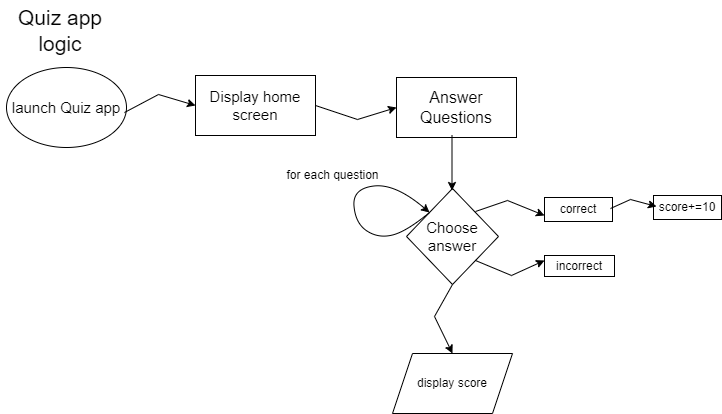 Quiz app
logic
launch Quiz app
Display home
screen
Answer
Questions
for each question
Choose
answer
correct
score+=10
incorrect
display score